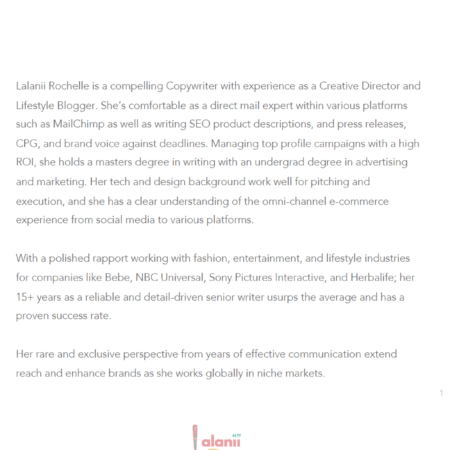 Lalanii Rochelle is a compelling Copywriter with experience as a Creative Director and
Lifestyle Blogger. She's comfortable as a direct mail expert within various platforms
such as MailChimp as well as writing SEO product descriptions, and press releases,
CPG, and brand voice against deadlines. Managing top profile campaigns with a high
ROI, she holds a masters degree in writing with an undergrad degree in advertising
and marketing. Her tech and design background work well for pitching and
execution, and she has a clear understanding of the omni-channel e-commerce
experience from social media to various platforms.
With a polished rapport working with fashion, entertainment, and lifestyle industries
for companies like Bebe, NBC Universal, Sony Pictures Interactive, and Herbalife; her
15+ years as a reliable and detail-driven senior writer usurps the average and has a
proven success rate.
Her rare and exclusive perspective from years of effective communication extend
reach and enhance brands as she works globally in niche markets.
1
alanii